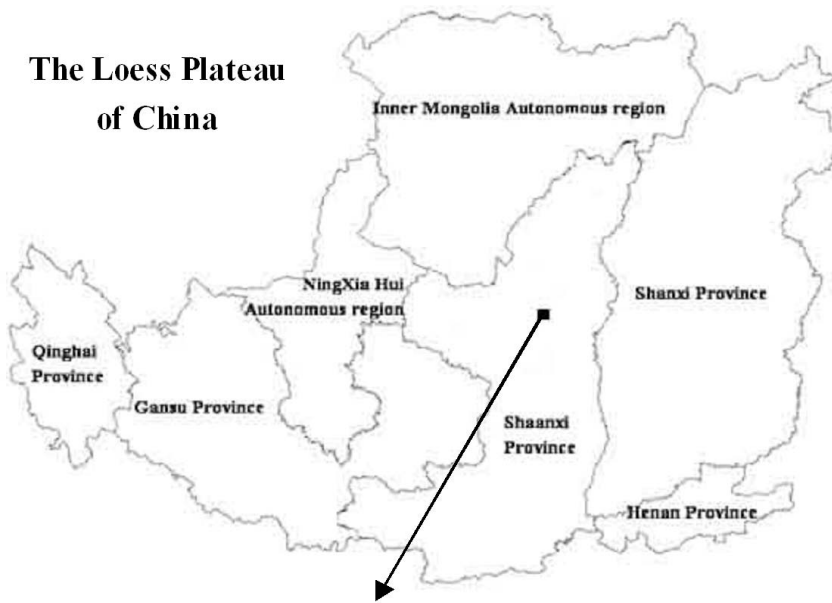 The Loess Plateau
of China
Inner Mongolia Autonomous region
NingXia Hui
Autonomous region
Shanxi Province
Qinghai
Province
Gansu Province
Shaanxi
Province
Henan Province